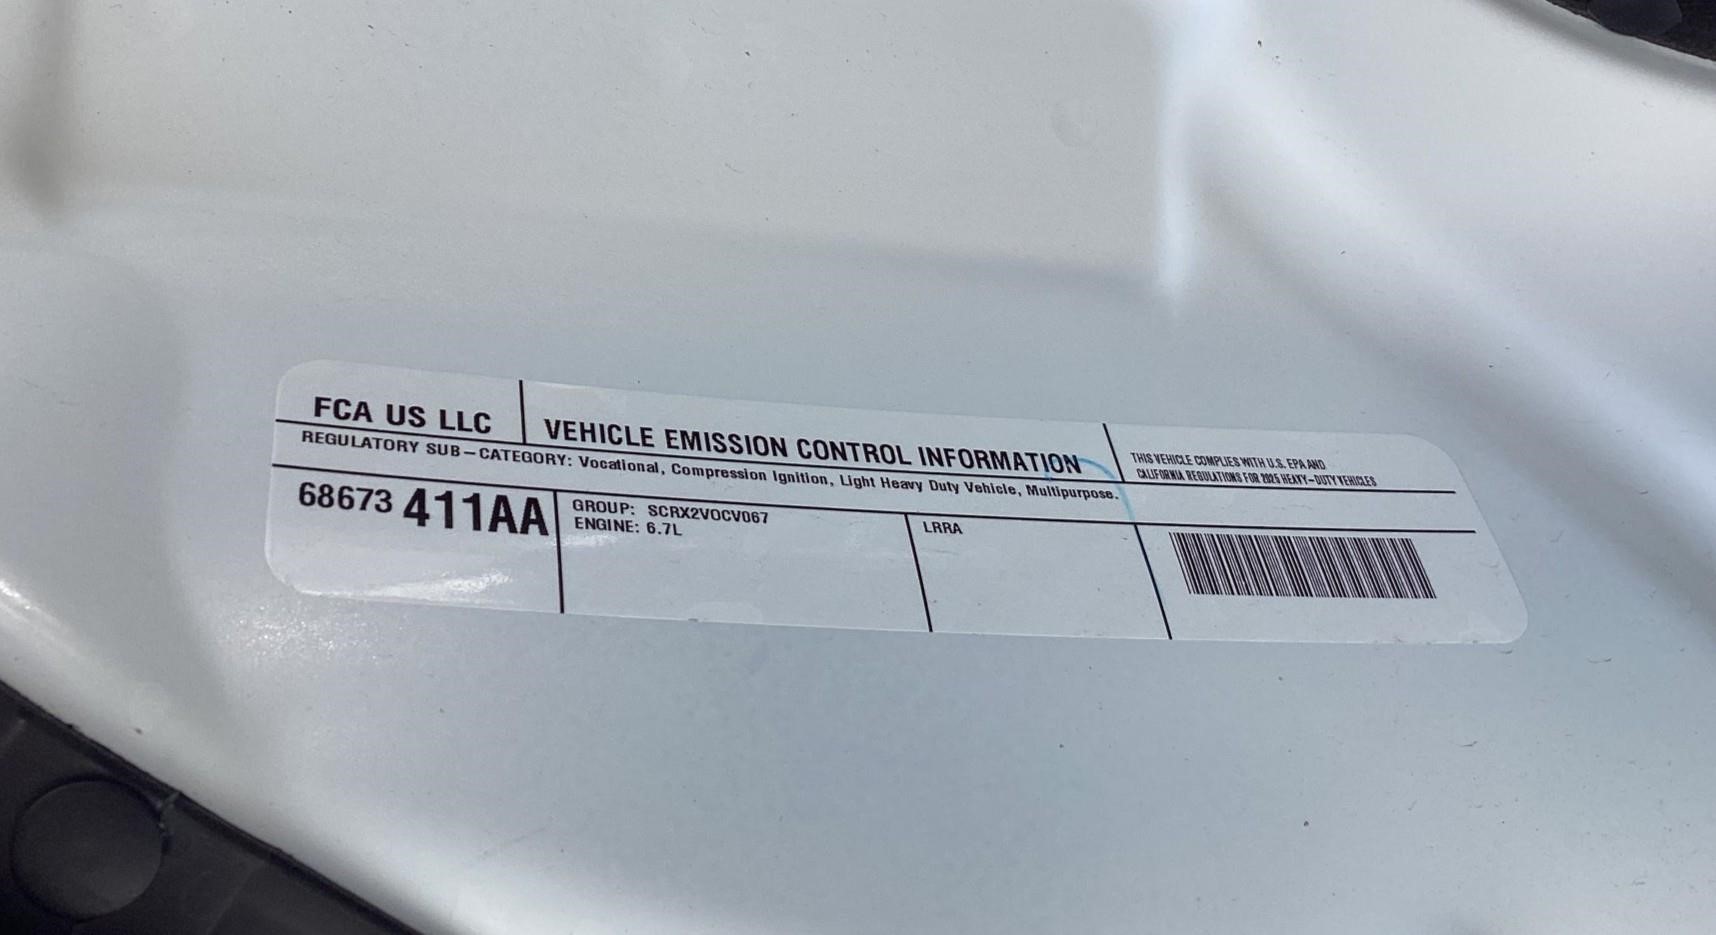 FCA US LLC
VEHICLE EMISSION CONTROL INFORMATION
THIS VEHICLE COMPLIES WITH U.S. EPA AND
CALIFORNIA REGULATIONS FOR 2025 HEAVY-DUTY VEHICLES
REGULATORY SUB-CATEGORY: Vocational, Compression Ignition, Light Heavy Duty Vehicle, Multipurpose.
68673 411AA
GROUP: SCRX2VOCV067
ENGINE: 6.7L
LRRA